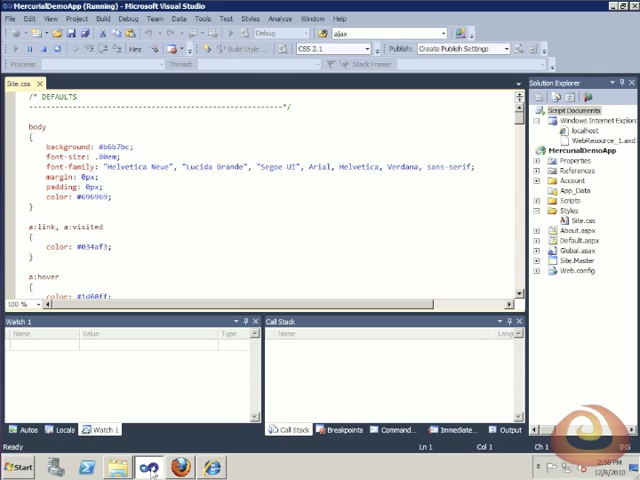 MercurialDemoApp (Running) - Microsoft Visual Studio
File Edit View Project Build Debug Team Data Tools Test Analyze Window Help
Debug ajax
Hex Build Style... CSS 2.1 Publish: Create Publish Settings
Process: Thread: Stack Frame:
Site.css
Solution Explorer
/* DEFAULTS
----------------------------------------------------------*/
body
{
background: #b6b7bc;
font-size: .80em;
font-family: "Helvetica Neue", "Lucida Grande", "Segoe UI", Arial, Helvetica, Verdana, sans-serif;
margin: 0px;
padding: 0px;
color: #696969;
}
a:link, a:visited
{
color: #034af3;
}
a:hover
{
color: #1d60ff;
100 %
Script Documents
Windows Internet Explorer
localhost
WebResource_1.axd
MercurialDemoApp
Properties
References
Account
App_Data
Scripts
Styles
Site.css
About.aspx
Default.aspx
Global.asax
Site.Master
Web.config
Watch 1
Name Value Type
Call Stack
Name Lang
Autos Locals Watch 1
Call Stack Breakpoints Command... Immediate... Output
Ready Ln 1 Col 1 Ch 1
Start
2:56 PM